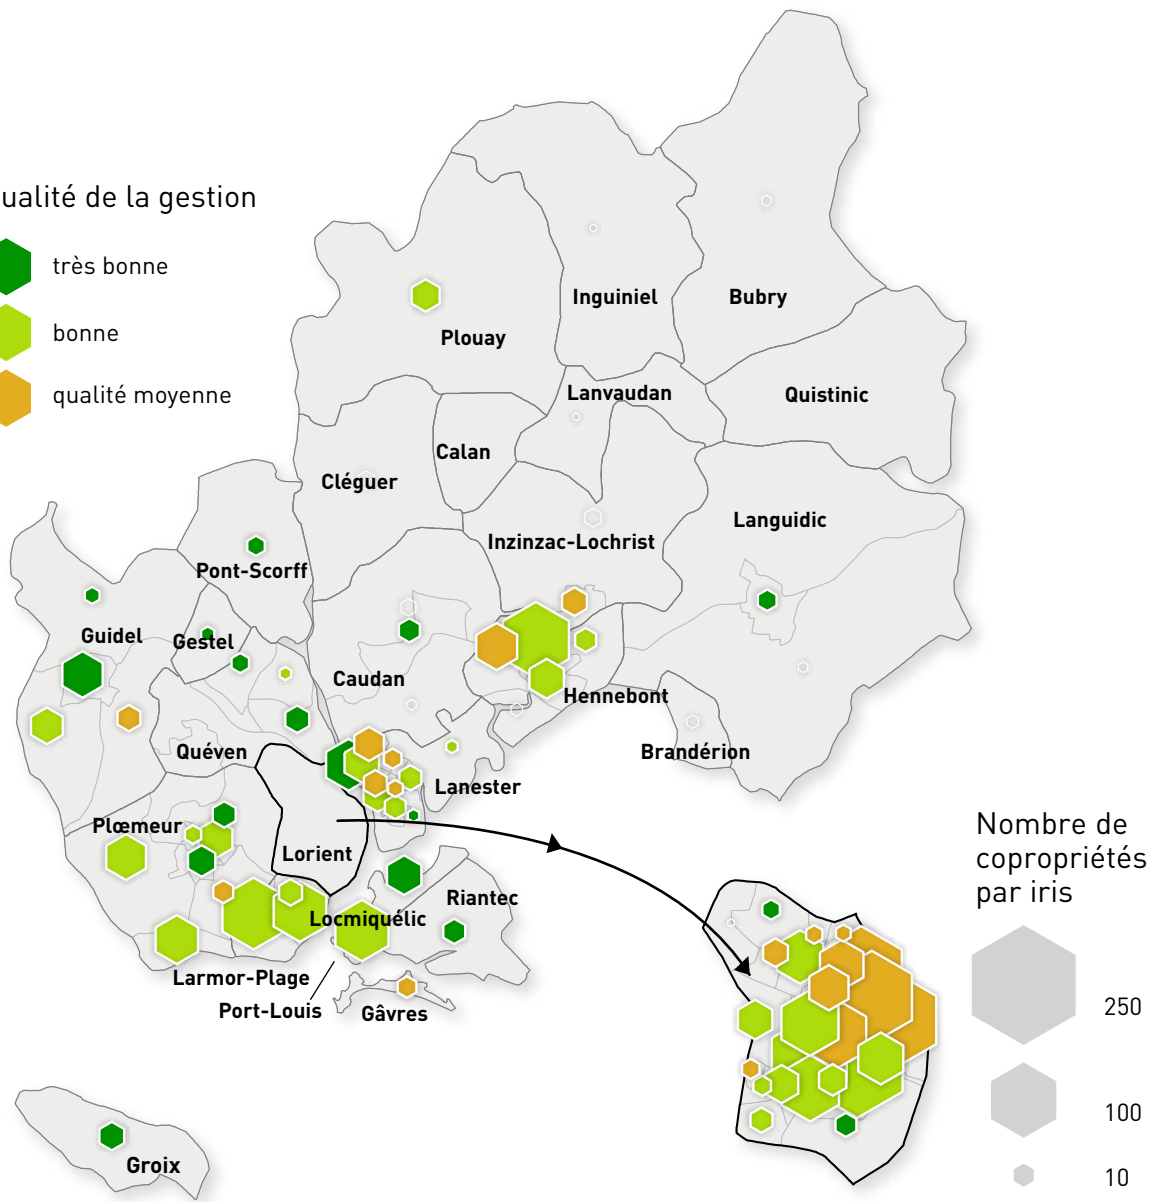 ualité de la gestion
très bonne
bonne
qualité moyenne
Inguiniel
Bubry
Plouay
Lanvaudan
Quistinic
Calan
Cléguer
Languidic
Inzinzac-Lochrist
Pont-Scorff
Guidel
Gestel
Caudan
Hennebont
Quéven
Brandérion
Lanester
Plœmeur
Lorient
Riantec
Locmiquélic
Larmor-Plage
Port-Louis
Gâvres
Groix
Nombre de
copropriétés
par iris
250
100
10